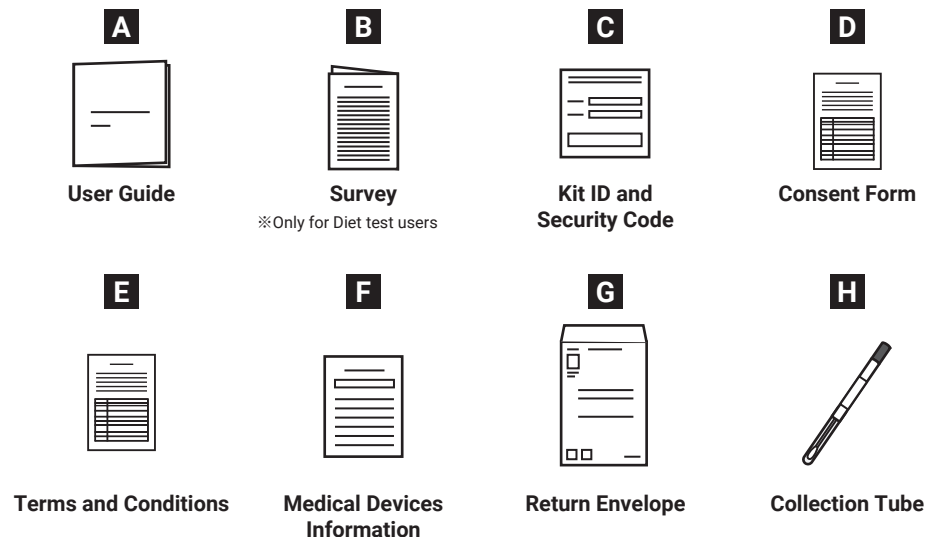 A
B
C
D
User Guide
Survey
※Only for Diet test users
Kit ID and
Security Code
Consent Form
E
F
G
H
Terms and Conditions
Medical Devices
Information
Return Envelope
Collection Tube